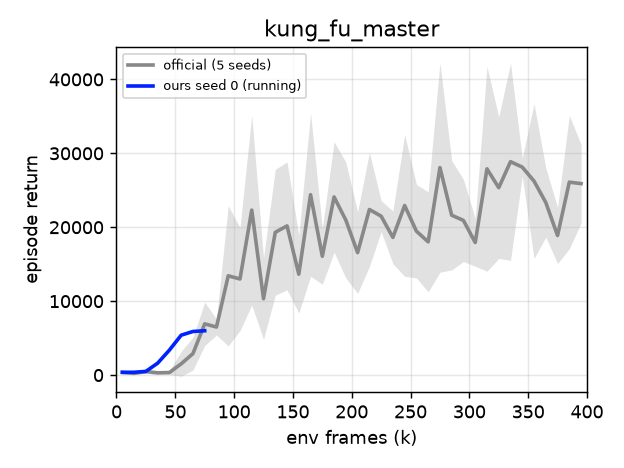 kung_fu_master
official (5 seeds)
ours seed 0 (running)
episode return
40000
30000
20000
10000
0
0 50 100 150 200 250 300 350 400
env frames (k)